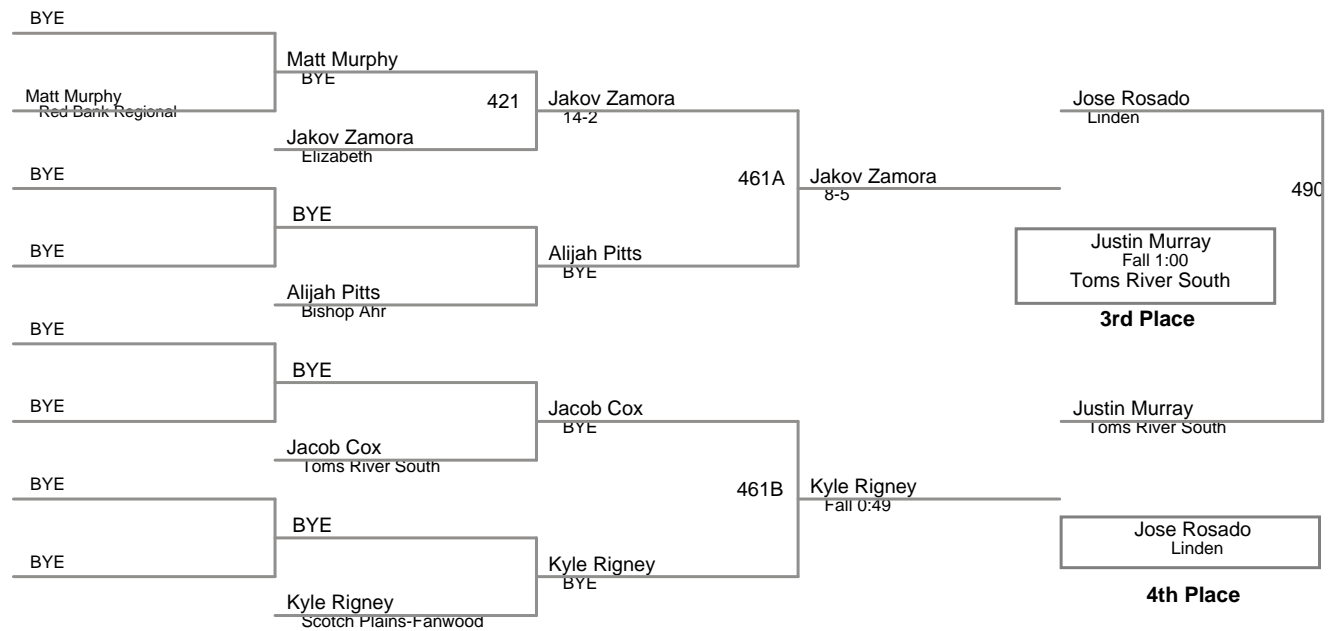 BYE
Matt Murphy
BYE
Matt Murphy
Red Bank Regional
421
Jakov Zamora
14-2
Jose Rosado
Linden
Jakov Zamora
Elizabeth
BYE
461A
Jakov Zamora
8-5
490
BYE
Justin Murray
Fall 1:00
Toms River South
3rd Place
BYE
Alijah Pitts
BYE
Alijah Pitts
Bishop Ahr
BYE
BYE
BYE
Jacob Cox
BYE
Justin Murray
Toms River South
Jacob Cox
Toms River South
BYE
461B
Kyle Rigney
Fall 0:49
BYE
Jose Rosado
Linden
4th Place
BYE
Kyle Rigney
BYE
Kyle Rigney
Scotch Plains-Fanwood